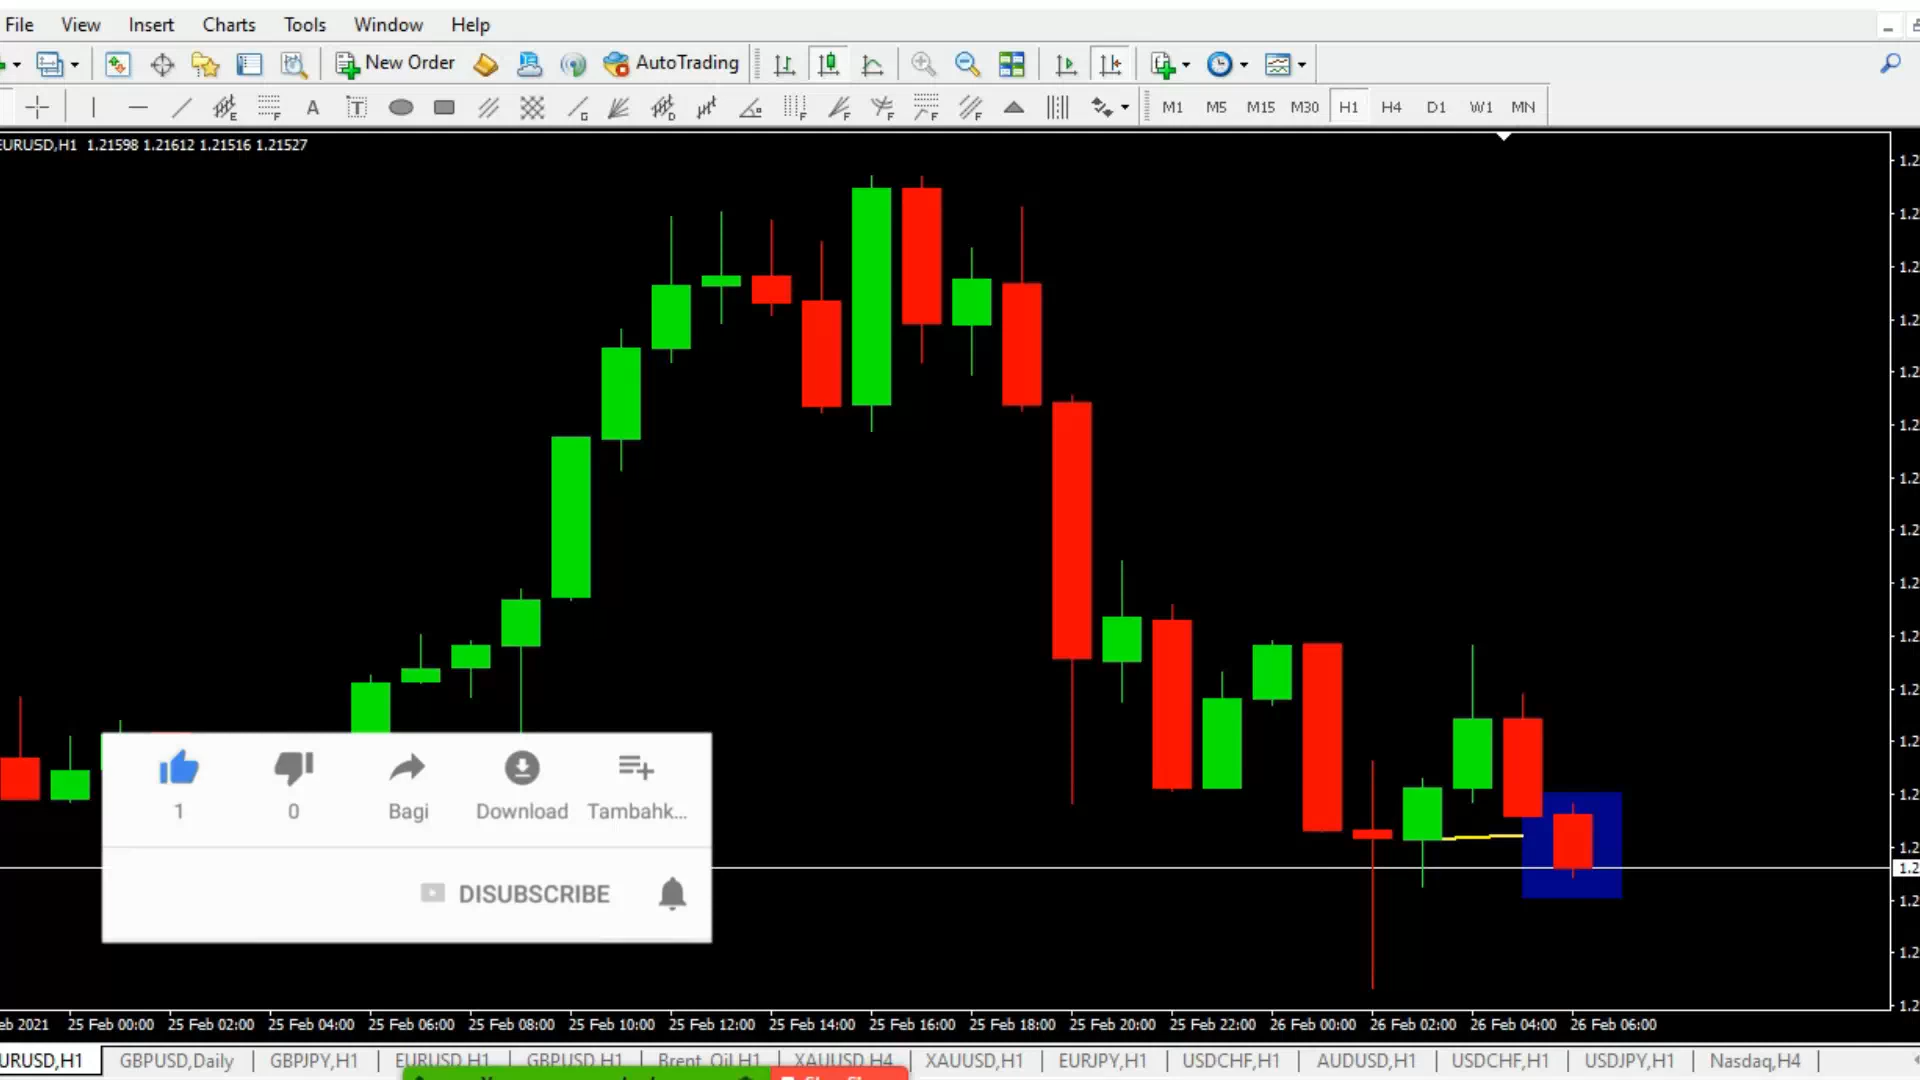 File View Insert Charts Tools Window Help
New Order AutoTrading
A T M1 M5 M15 M30 H1 H4 D1 W1 MN
EURUSD,H1 1.21598 1.21612 1.21516 1.21527
1 0 Bagi Download Tambahk...
DISUBSCRIBE
eb 2021 25 Feb 00:00 25 Feb 02:00 25 Feb 04:00 25 Feb 06:00 25 Feb 08:00 25 Feb 10:00 25 Feb 12:00 25 Feb 14:00 25 Feb 16:00 25 Feb 18:00 25 Feb 20:00 25 Feb 22:00 26 Feb 00:00 26 Feb 02:00 26 Feb 04:00 26 Feb 06:00
URUSD,H1 GBPUSD,Daily GBPJPY,H1 EURUSD,H1 GBPUSD,H1 Brent_Oil,H1 XAUUSD,H4 XAUUSD,H1 EURJPY,H1 USDCHF,H1 AUDUSD,H1 USDCHF,H1 USDJPY,H1 Nasdaq,H4